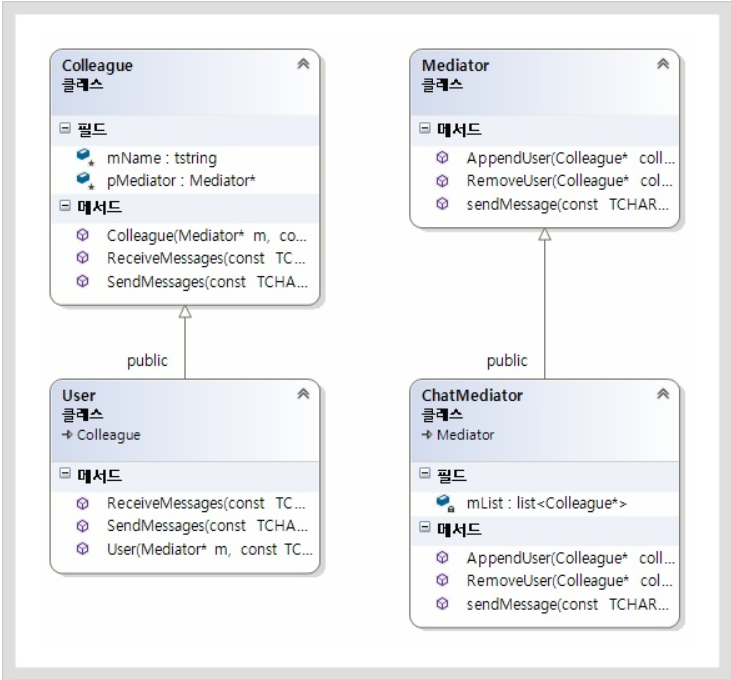 Colleague
클래스
필드
mName : tstring
pMediator : Mediator*
메서드
Colleague(Mediator* m, co...
ReceiveMessages(const TC...
SendMessages(const TCHA...
Mediator
클래스
메서드
AppendUser(Colleague* coll...
RemoveUser(Colleague* col...
sendMessage(const TCHAR...
public
public
User
클래스
Colleague
메서드
ReceiveMessages(const TC...
SendMessages(const TCHA...
User(Mediator* m, const TC...
ChatMediator
클래스
Mediator
필드
mList : list<Colleague*>
메서드
AppendUser(Colleague* coll...
RemoveUser(Colleague* col...
sendMessage(const TCHAR...